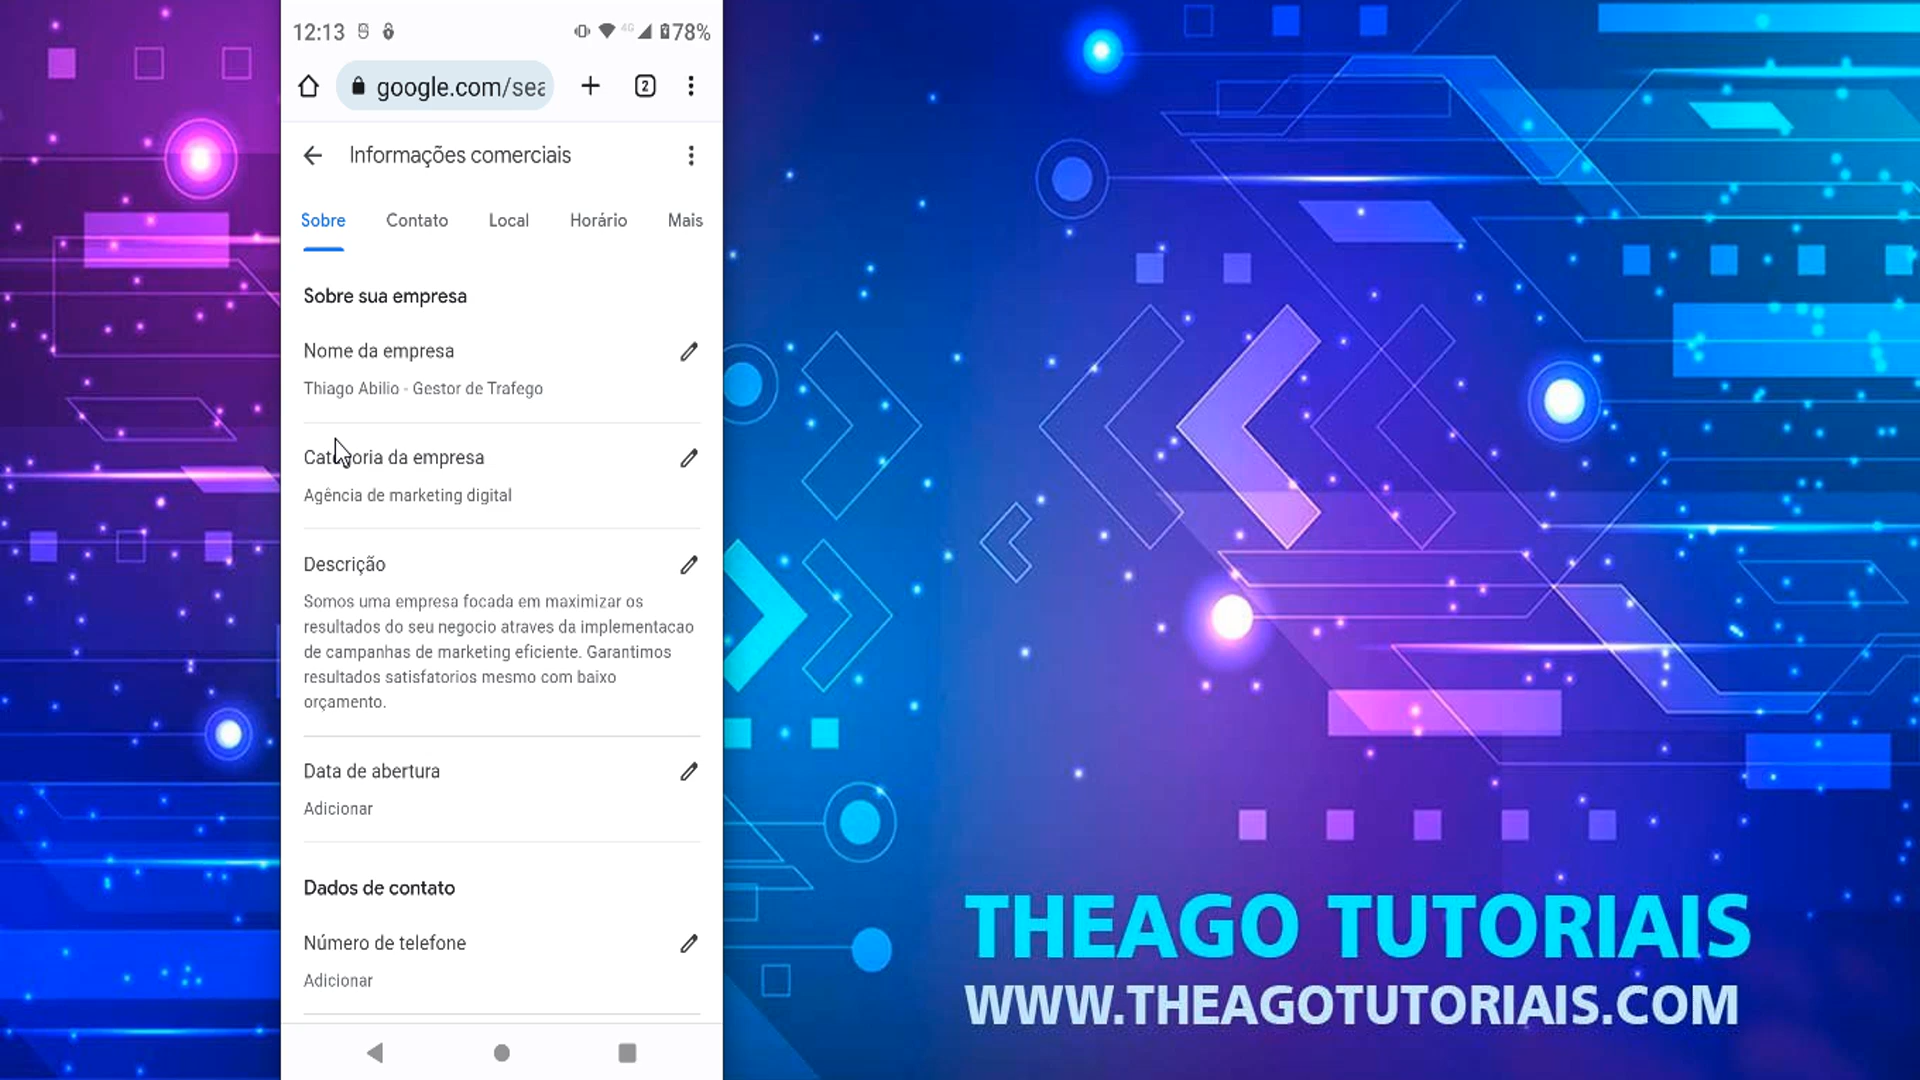 12:13
4G
78%
google.com/sea
2
Informações comerciais
Sobre
Contato
Local
Horário
Mais
Sobre sua empresa
Nome da empresa
Thiago Abilio - Gestor de Trafego
Categoria da empresa
Agência de marketing digital
Descrição
Somos uma empresa focada em maximizar os
resultados do seu negocio atraves da implementacao
de campanhas de marketing eficiente. Garantimos
resultados satisfatorios mesmo com baixo
orçamento.
Data de abertura
Adicionar
Dados de contato
Número de telefone
Adicionar
THEAGO TUTORIAIS
WWW.THEAGOTUTORIAIS.COM